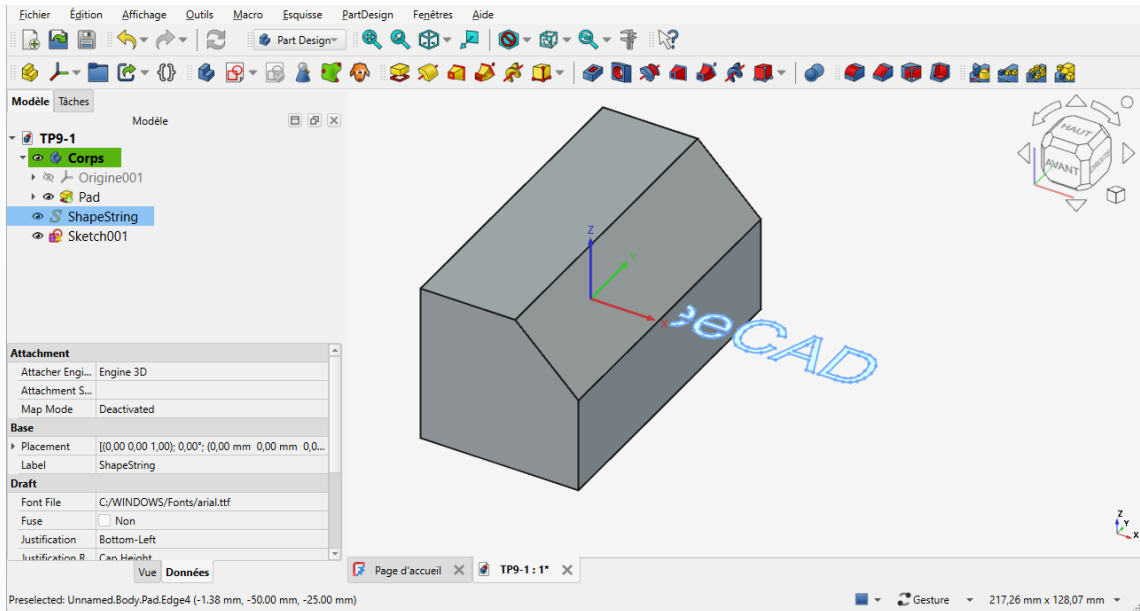 Fichier Édition Affichage Outils Macro Esquisse PartDesign Fenêtres Aide
Part Design
Modèle Tâches
Modèle
TP9-1
Corps
Origine001
Pad
ShapeString
Sketch001
Attachment
Attacher Engi... Engine 3D
Attachment S...
Map Mode Deactivated
Base
Placement [(0,00 0,00 1,00); 0,00°; (0,00 mm 0,00 mm 0,0...
Label ShapeString
Draft
Font File C:/WINDOWS/Fonts/arial.ttf
Fuse Non
Justification Bottom-Left
Justification R... Cap Height
Vue Données
Z
Y
X
eCAD
HAUT
AVANT
DROITE
Z
Y
X
Page d'accueil TP9-1 : 1*
Preselected: Unnamed.Body.Pad.Edge4 (-1.38 mm, -50.00 mm, -25.00 mm)
Gesture 217,26 mm x 128,07 mm